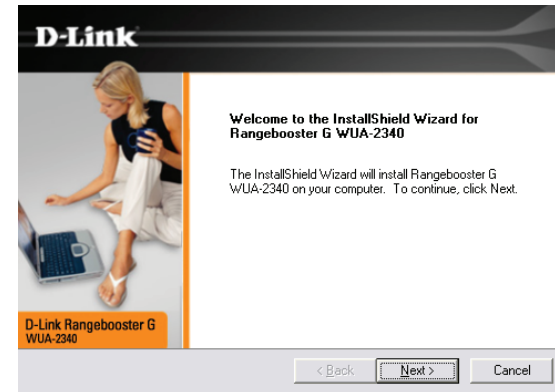 D-Link
Welcome to the InstallShield Wizard for
Rangebooster G WUA-2340
The InstallShield Wizard will install Rangebooster G
WUA-2340 on your computer. To continue, click Next.
D-Link Rangebooster G
WUA-2340
< Back
Next >
Cancel